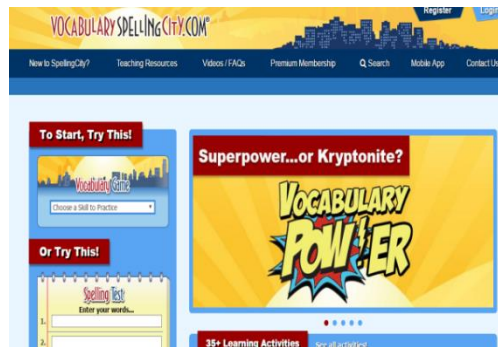 Register Login
VOCABULARY SPELLINGCITY.COM®
New to SpellingCity? Teaching Resources Videos / FAQs Premium Membership Search Mobile App Contact Us
To Start, Try This!
Vocabulary Game
Choose a Skill to Practice
Or Try This!
Spelling Test
Enter your words...
1.
2.
Superpower...or Kryptonite?
VOCABULARY
POW!ER
35+ Learning Activities See all activities